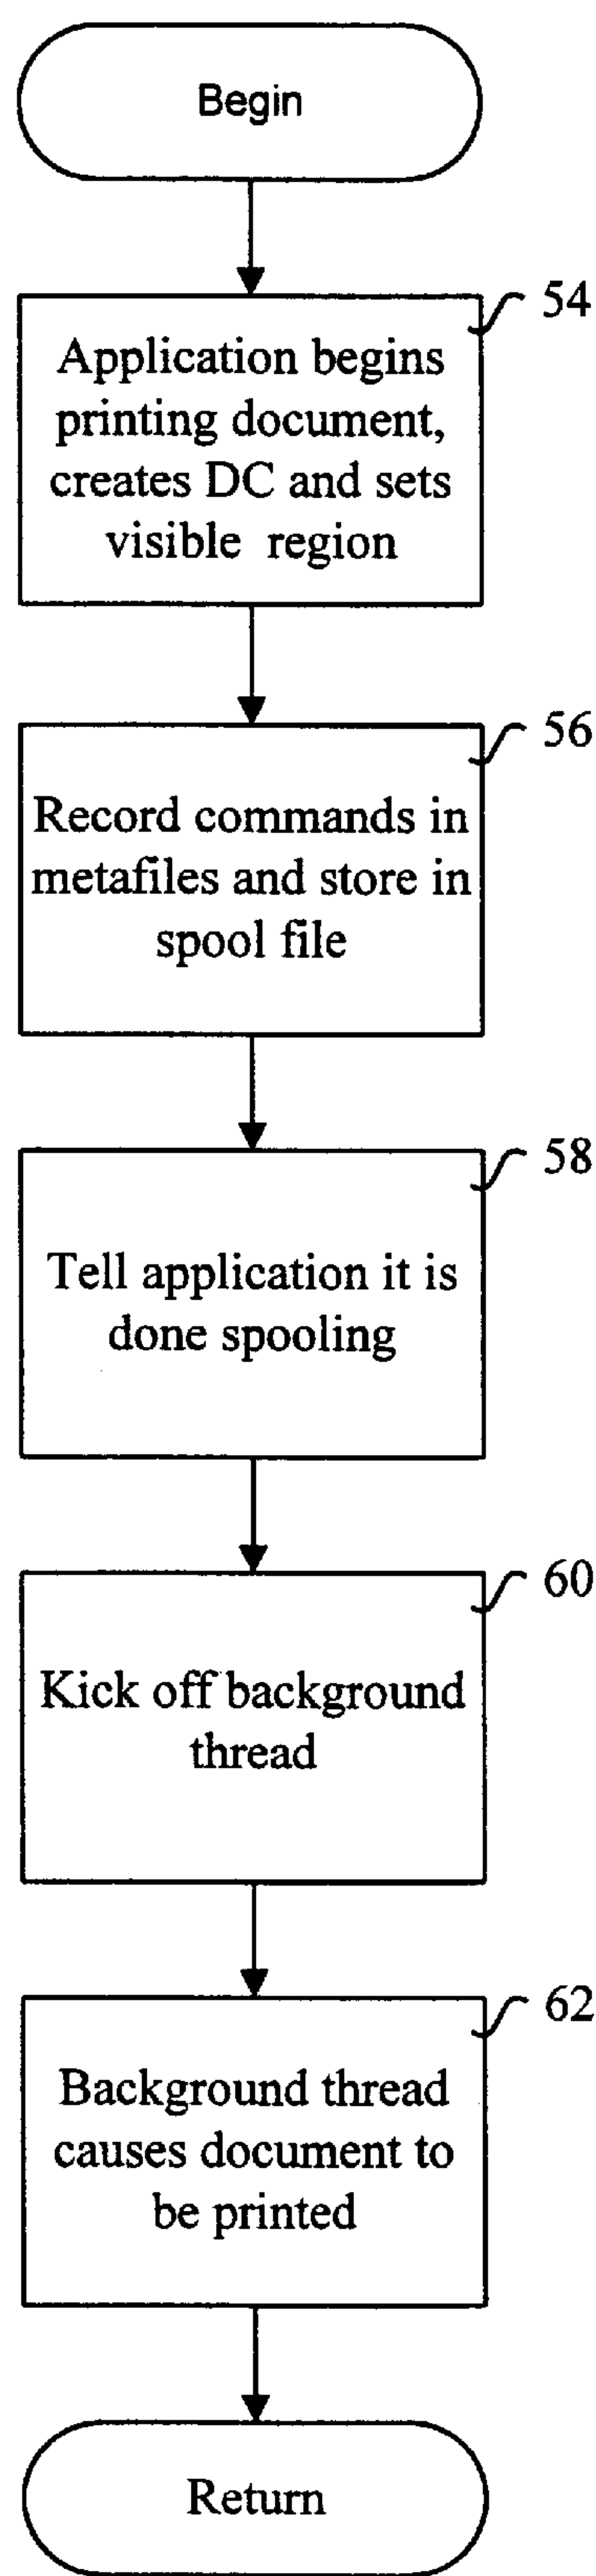 Begin
54
Application begins
printing document,
creates DC and sets
visible region
56
Record commands in
metafiles and store in
spool file
58
Tell application it is
done spooling
60
Kick off background
thread
62
Background thread
causes document to
be printed
Return